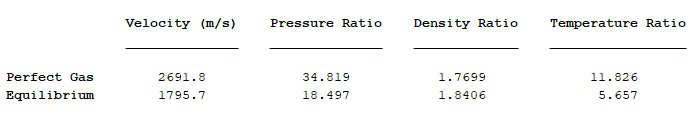 Velocity (m/s) Pressure Ratio Density Ratio Temperature Ratio
Perfect Gas 2691.8 34.819 1.7699 11.826
Equilibrium 1795.7 18.497 1.8406 5.657